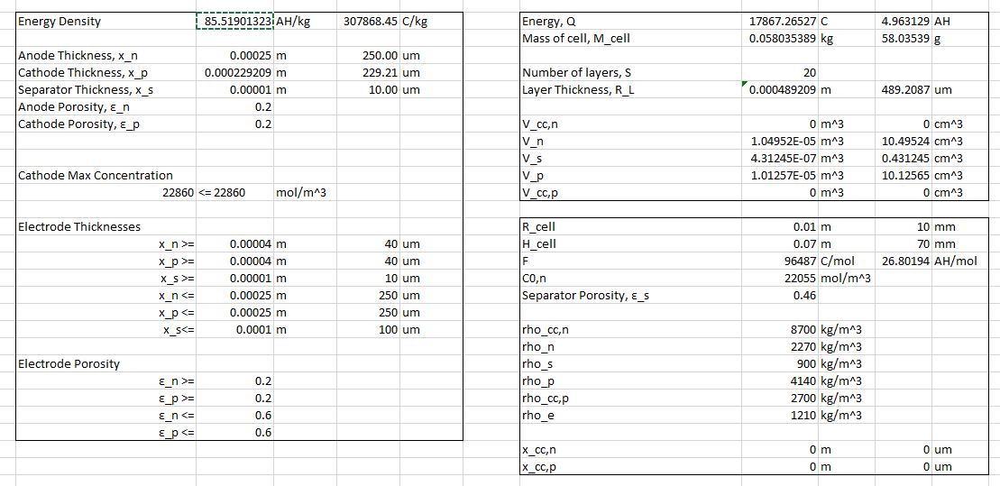 Energy Density 85.51901323 AH/kg 307868.45 C/kg
Anode Thickness, x_n 0.00025 m 250.00 um
Cathode Thickness, x_p 0.000229209 m 229.21 um
Separator Thickness, x_s 0.00001 m 10.00 um
Anode Porosity, ε_n 0.2
Cathode Porosity, ε_p 0.2
Cathode Max Concentration
22860 <= 22860 mol/m^3
Electrode Thicknesses
x_n >= 0.00004 m 40 um
x_p >= 0.00004 m 40 um
x_s >= 0.00001 m 10 um
x_n <= 0.00025 m 250 um
x_p <= 0.00025 m 250 um
x_s<= 0.0001 m 100 um
Electrode Porosity
ε_n >= 0.2
ε_p >= 0.2
ε_n <= 0.6
ε_p <= 0.6
Energy, Q 17867.26527 C 4.963129 AH
Mass of cell, M_cell 0.058035389 kg 58.03539 g
Number of layers, S 20
Layer Thickness, R_L 0.000489209 m 489.2087 um
V_cc,n 0 m^3 0 cm^3
V_n 1.04952E-05 m^3 10.49524 cm^3
V_s 4.31245E-07 m^3 0.431245 cm^3
V_p 1.01257E-05 m^3 10.12565 cm^3
V_cc,p 0 m^3 0 cm^3
R_cell 0.01 m 10 mm
H_cell 0.07 m 70 mm
F 96487 C/mol 26.80194 AH/mol
C0,n 22055 mol/m^3
Separator Porosity, ε_s 0.46
rho_cc,n 8700 kg/m^3
rho_n 2270 kg/m^3
rho_s 900 kg/m^3
rho_p 4140 kg/m^3
rho_cc,p 2700 kg/m^3
rho_e 1210 kg/m^3
x_cc,n 0 m 0 um
x_cc,p 0 m 0 um